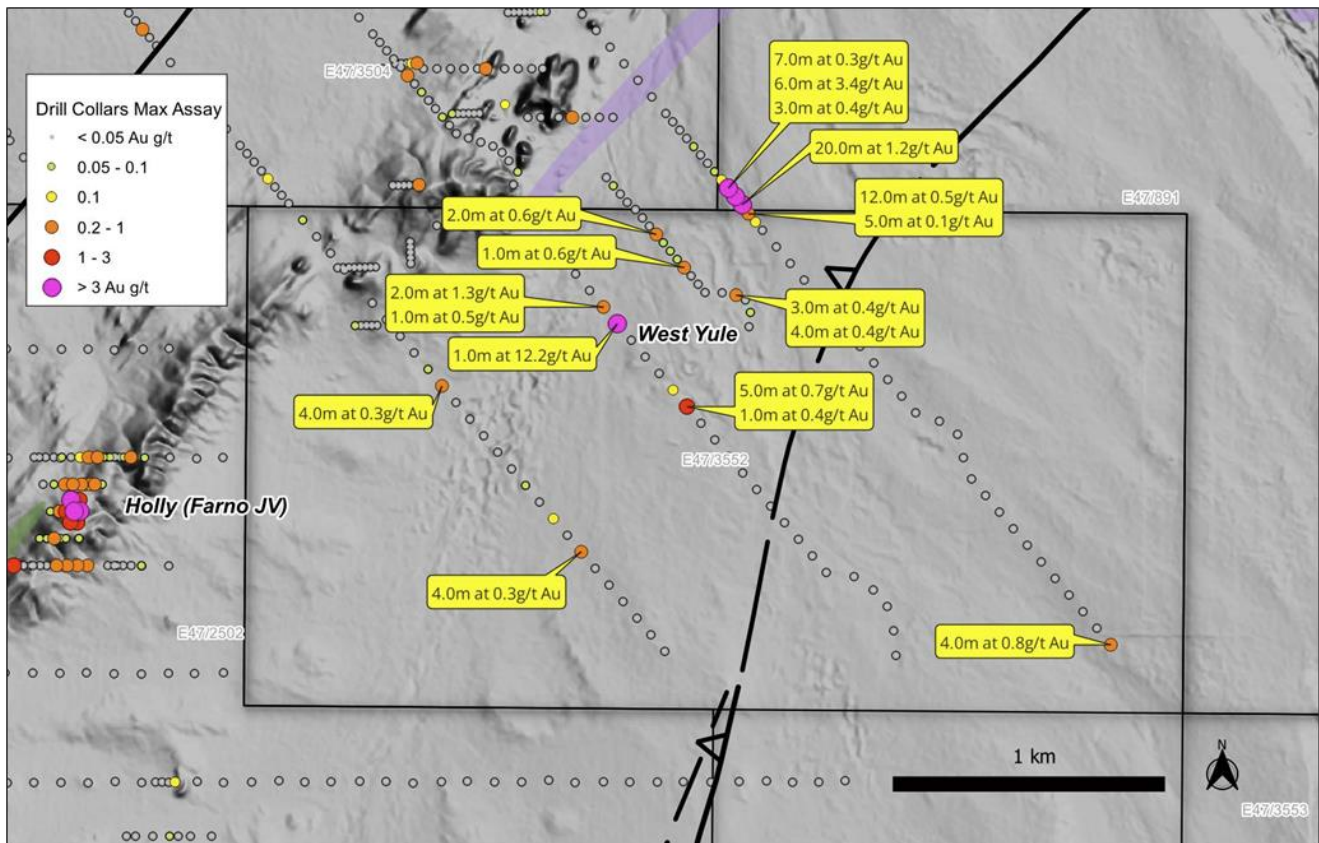 E47/3504
7.0m at 0.3g/t Au
6.0m at 3.4g/t Au
3.0m at 0.4g/t Au
Drill Collars Max Assay
< 0.05 Au g/t
0.05 - 0.1
0.1
0.2 - 1
1 - 3
> 3 Au g/t
20.0m at 1.2g/t Au
12.0m at 0.5g/t Au
5.0m at 0.1g/t Au
E47/891
2.0m at 0.6g/t Au
1.0m at 0.6g/t Au
2.0m at 1.3g/t Au
1.0m at 0.5g/t Au
3.0m at 0.4g/t Au
4.0m at 0.4g/t Au
West Yule
1.0m at 12.2g/t Au
4.0m at 0.3g/t Au
5.0m at 0.7g/t Au
1.0m at 0.4g/t Au
E47/3552
Holly (Farno JV)
4.0m at 0.3g/t Au
E47/2502
4.0m at 0.8g/t Au
1 km
N
E47/3553